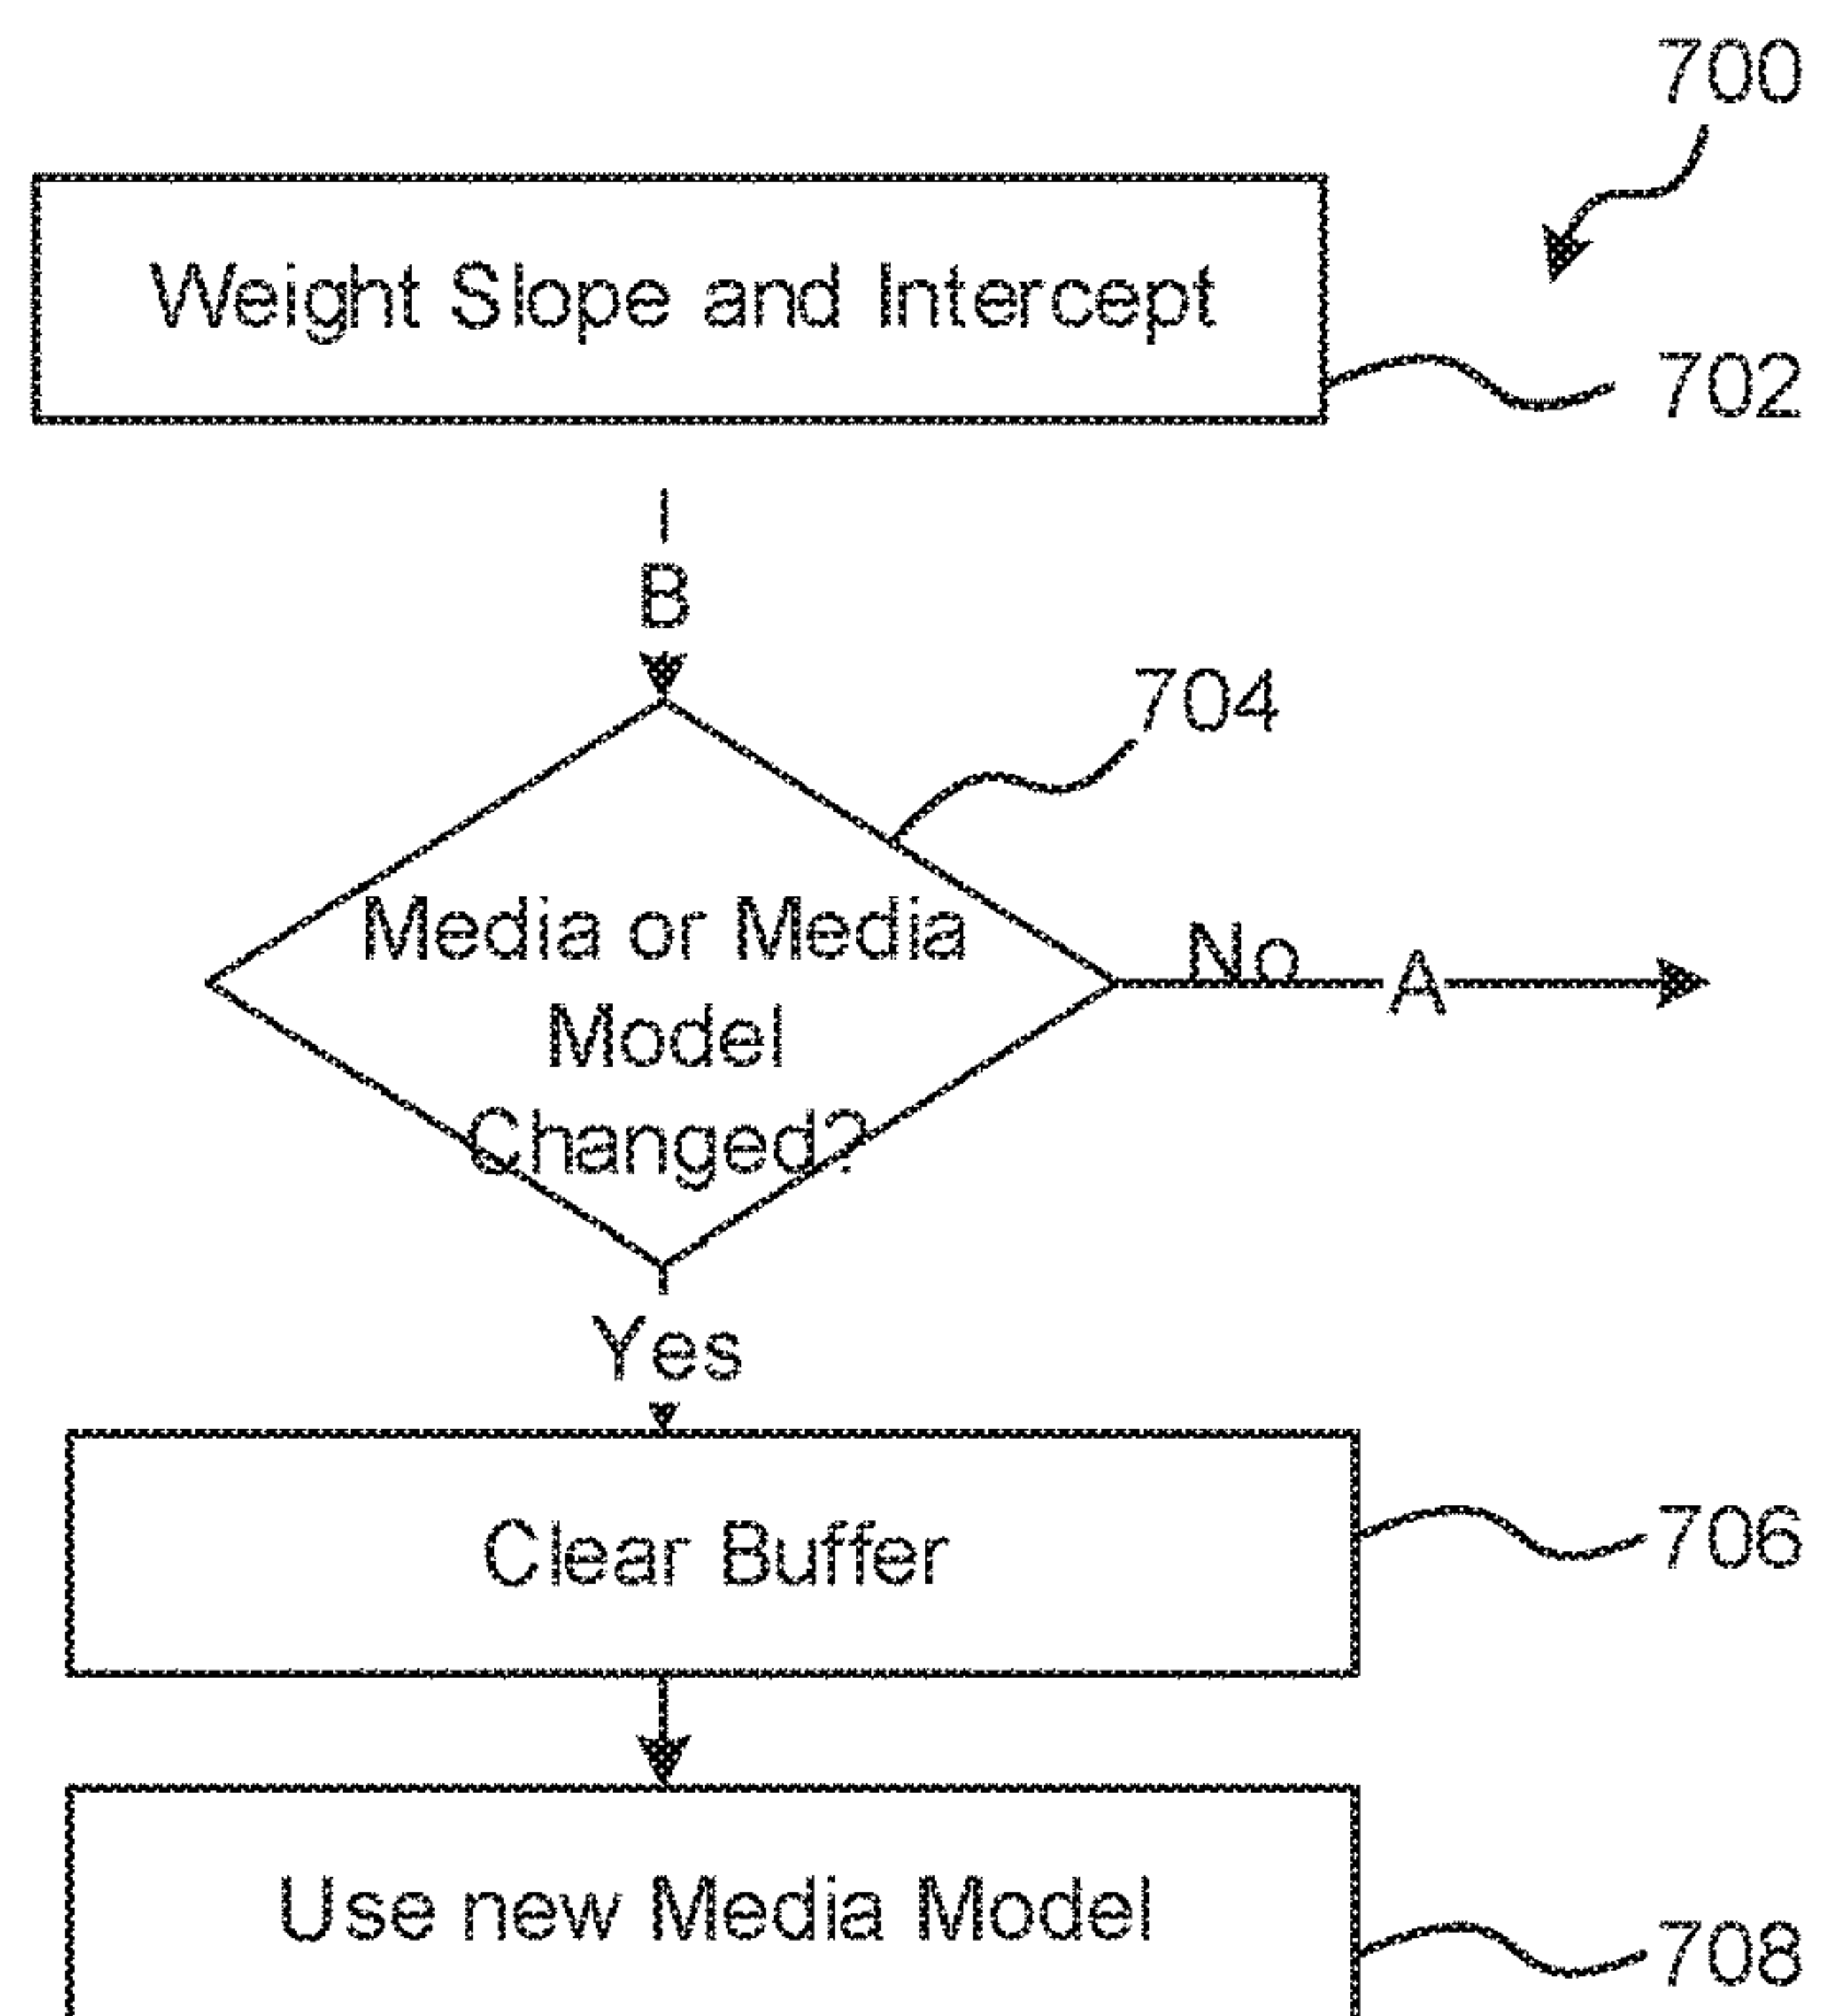 700
Weight Slope and Intercept
702
B
704
Media or Media
Model
Changed?
No
A
Yes
Clear Buffer
706
Use new Media Model
708